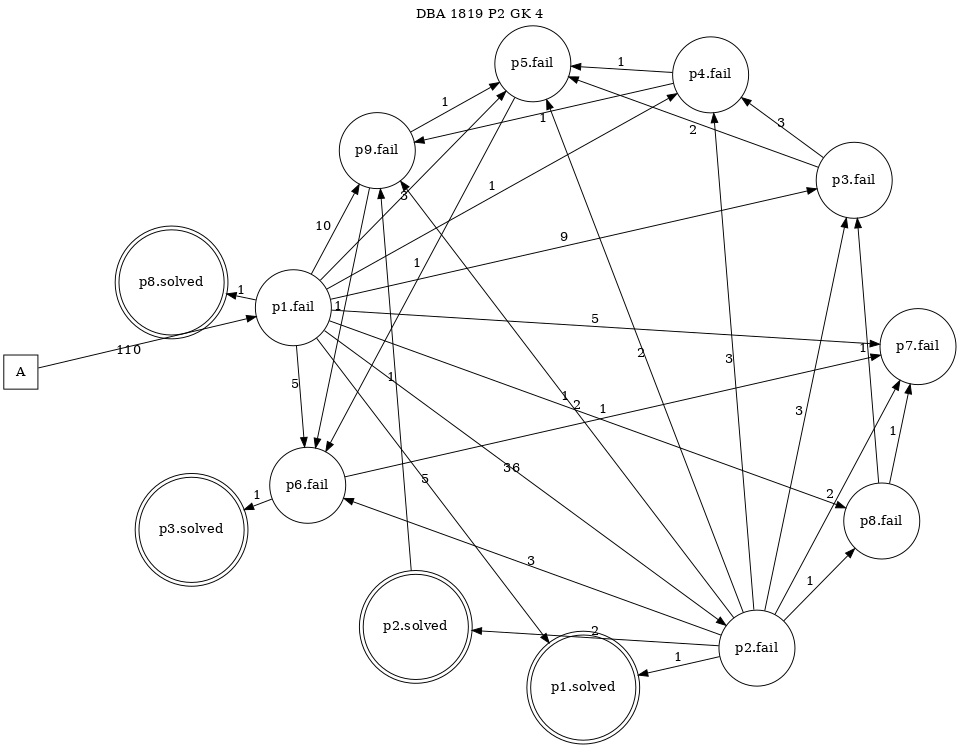 DBA 1819 P2 GK 4
p5.fail
1
p4.fail
1
1
3
2
p9.fail
p3.fail
3
1
10
9
p8.solved
1
1
p1.fail
1
5
1
p7.fail
110
2
3
A
5
1
1
2
1
3
1
36
5
p6.fail
1
2
p3.solved
p8.fail
3
1
p2.solved
2
p2.fail
1
p1.solved